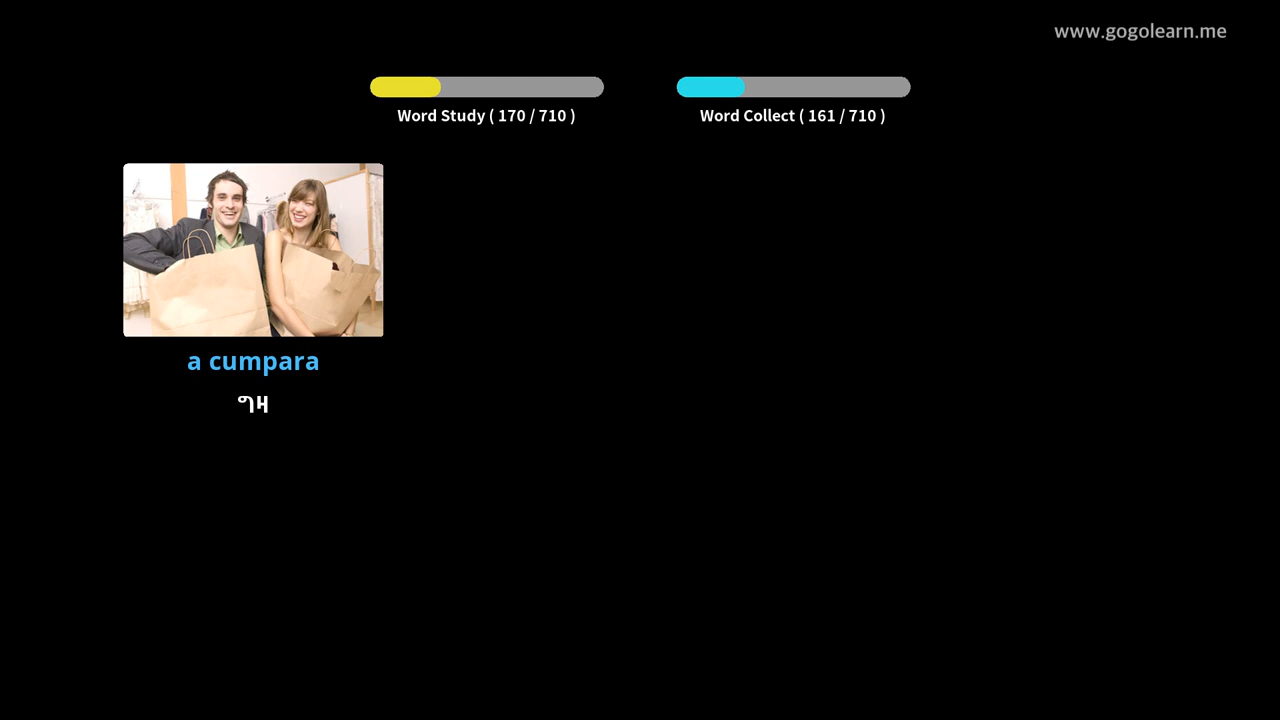 www.gogolearn.me
Word Study ( 170 / 710 )
Word Collect ( 161 / 710 )
a cumpara
ግዛ